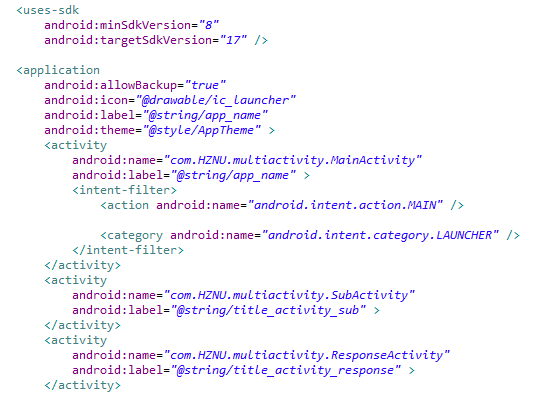 <uses-sdk
android:minSdkVersion="8"
android:targetSdkVersion="17" />
<application
android:allowBackup="true"
android:icon="@drawable/ic_launcher"
android:label="@string/app_name"
android:theme="@style/AppTheme" >
<activity
android:name="com.HZNU.multiactivity.MainActivity"
android:label="@string/app_name" >
<intent-filter>
<action android:name="android.intent.action.MAIN" />
<category android:name="android.intent.category.LAUNCHER" />
</intent-filter>
</activity>
<activity
android:name="com.HZNU.multiactivity.SubActivity"
android:label="@string/title_activity_sub" >
</activity>
<activity
android:name="com.HZNU.multiactivity.ResponseActivity"
android:label="@string/title_activity_response" >
</activity>